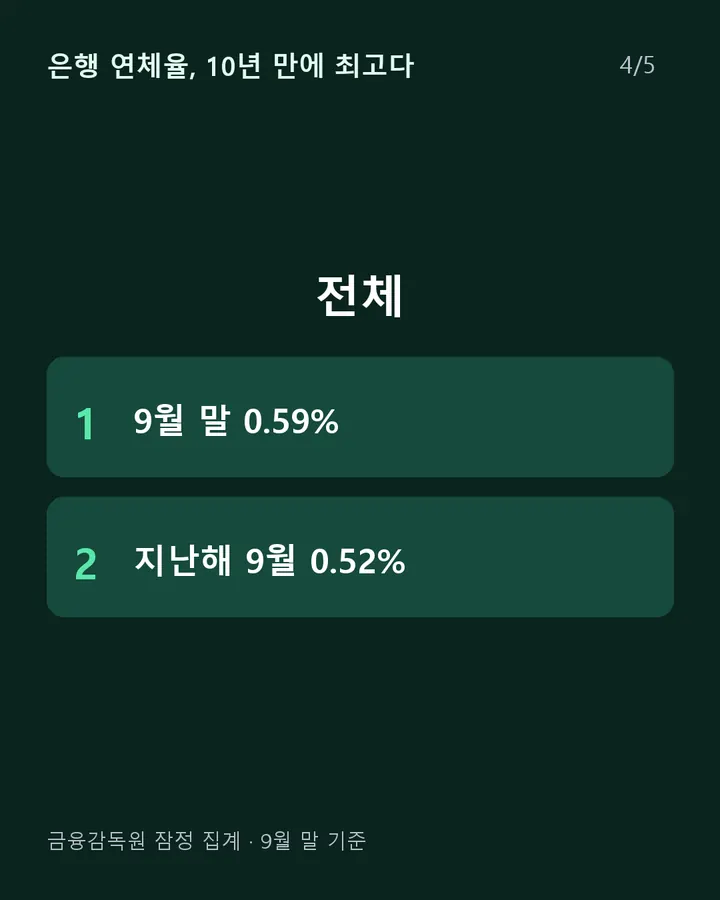 은행 연체율, 10년 만에 최고다
4/5
전체
1 9월 말 0.59%
2 지난해 9월 0.52%
금융감독원 잠정 집계 · 9월 말 기준